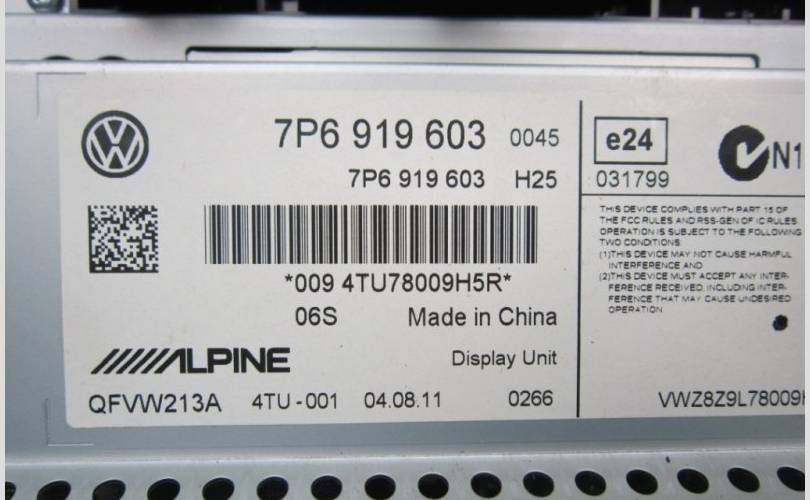 7P6 919 603 0045
7P6 919 603 H25
*009 4TU78009H5R*
06S Made in China
ALPINE Display Unit
QFVW213A 4TU-001 04.08.11 0266
e24 N1
031799
THIS DEVICE COMPLIES WITH PART 15 OF
THE FCC RULES AND RSS-GEN OF IC RULES
OPERATION IS SUBJECT TO THE FOLLOWING
TWO CONDITIONS:
(1)THIS DEVICE MAY NOT CAUSE HARMFUL
INTERFERENCE AND
(2)THIS DEVICE MUST ACCEPT ANY INTER-
FERENCE RECEIVED, INCLUDING INTER-
FERENCE THAT MAY CAUSE UNDESIRED
OPERATION
VWZ8Z9L78009